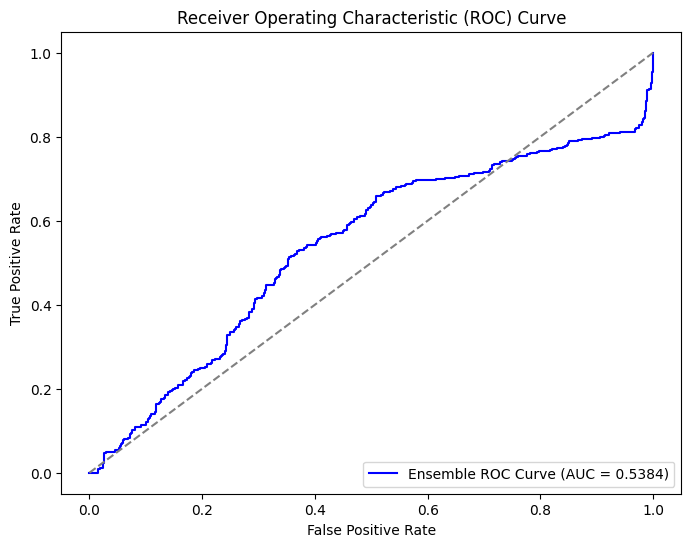 Receiver Operating Characteristic (ROC) Curve
1.0
0.8
0.6
0.4
0.2
0.0
True Positive Rate
Ensemble ROC Curve (AUC = 0.5384)
0.0 0.2 0.4 0.6 0.8 1.0
False Positive Rate